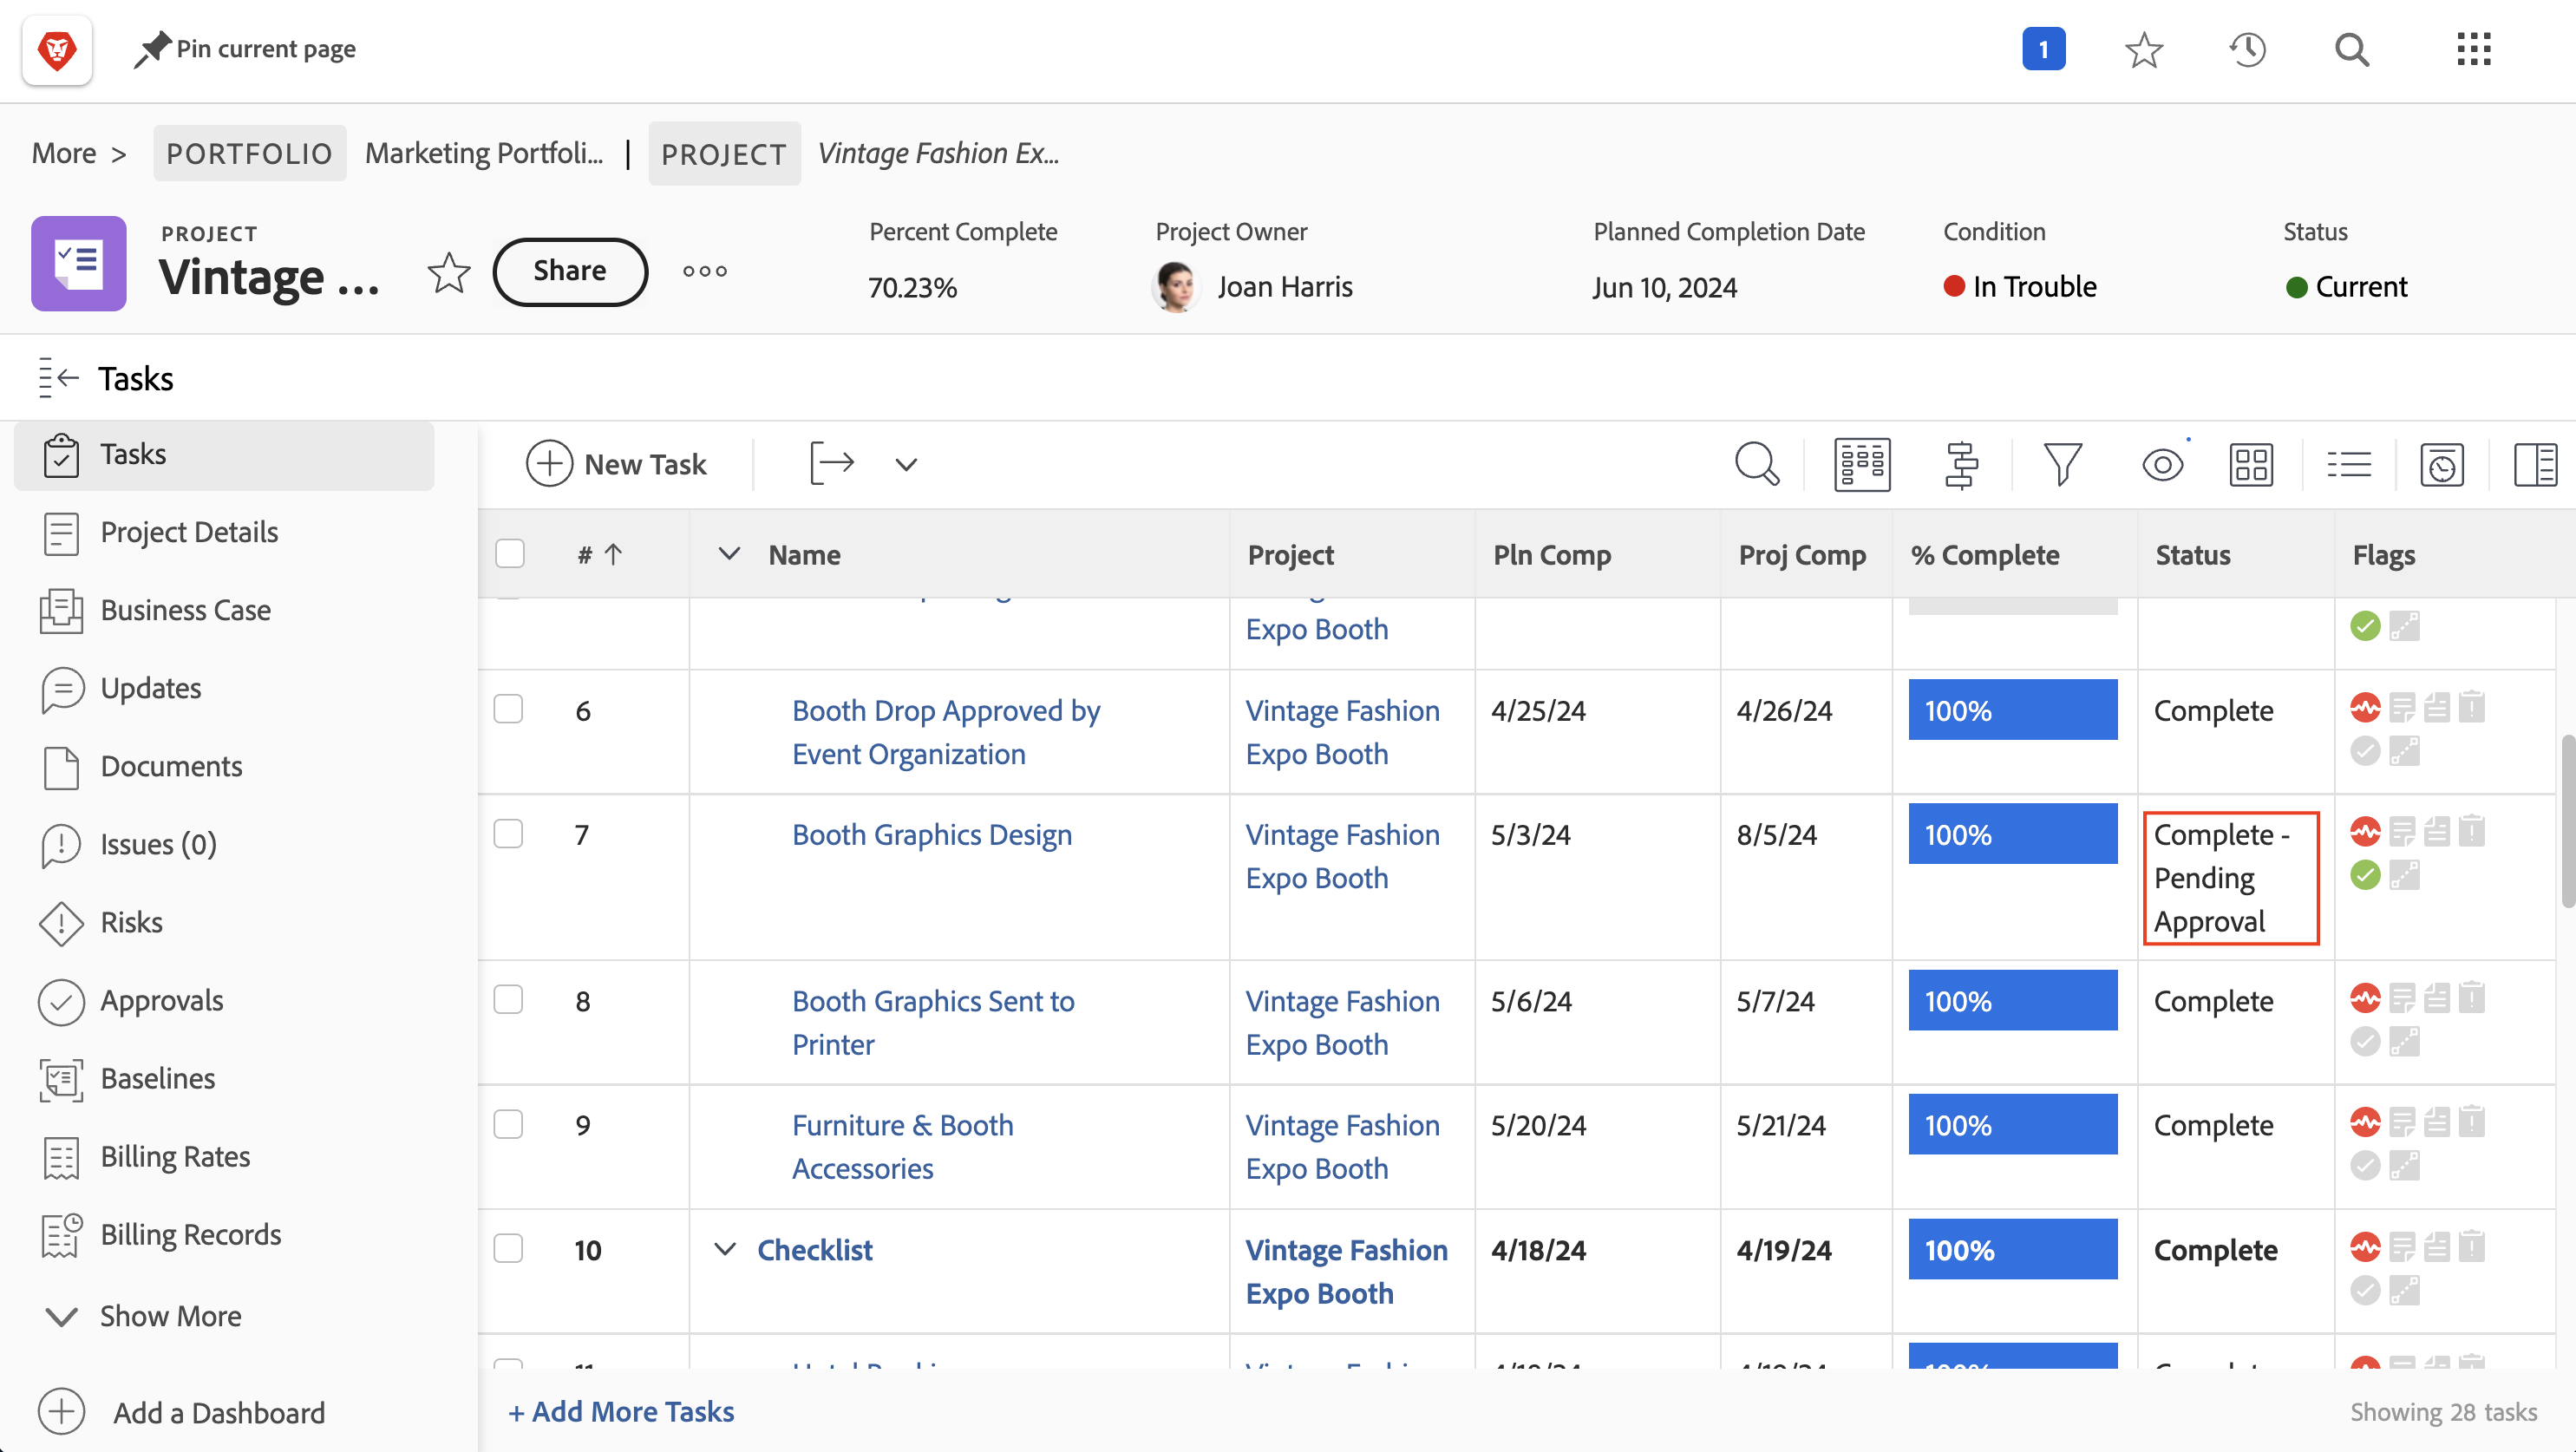 Pin current page
1
More > PORTFOLIO Marketing Portfoli... | PROJECT Vintage Fashion Ex...
PROJECT
Vintage ...
Share
Percent Complete
70.23%
Project Owner
Joan Harris
Planned Completion Date
Jun 10, 2024
Condition
In Trouble
Status
Current
Tasks
Tasks
Project Details
Business Case
Updates
Documents
Issues (0)
Risks
Approvals
Baselines
Billing Rates
Billing Records
Show More
Add a Dashboard
New Task
# Name Project Pln Comp Proj Comp % Complete Status Flags
Expo Booth
6 Booth Drop Approved by Vintage Fashion 4/25/24 4/26/24 100% Complete
Event Organization Expo Booth
7 Booth Graphics Design Vintage Fashion 5/3/24 8/5/24 100% Complete -
Expo Booth Pending
Approval
8 Booth Graphics Sent to Vintage Fashion 5/6/24 5/7/24 100% Complete
Printer Expo Booth
9 Furniture & Booth Vintage Fashion 5/20/24 5/21/24 100% Complete
Accessories Expo Booth
10 Checklist Vintage Fashion 4/18/24 4/19/24 100% Complete
Expo Booth
+ Add More Tasks
Showing 28 tasks